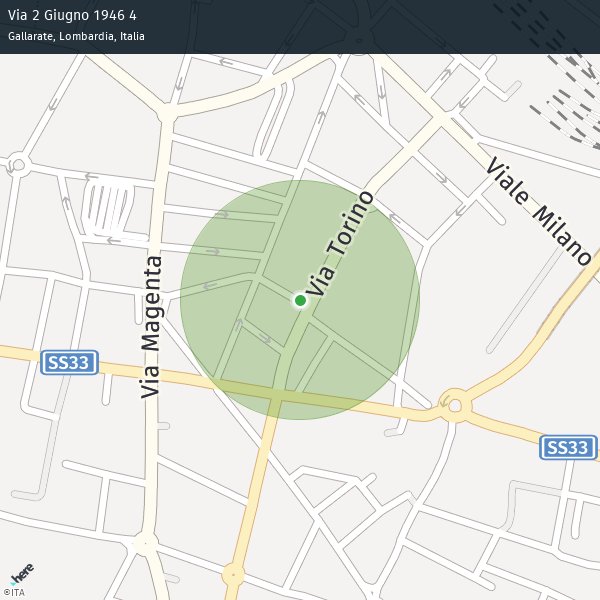 Via 2 Giugno 1946 4
Gallarate, Lombardia, Italia
Viale Milano
Via Torino
Via Magenta
SS33
SS33
here
©ITA